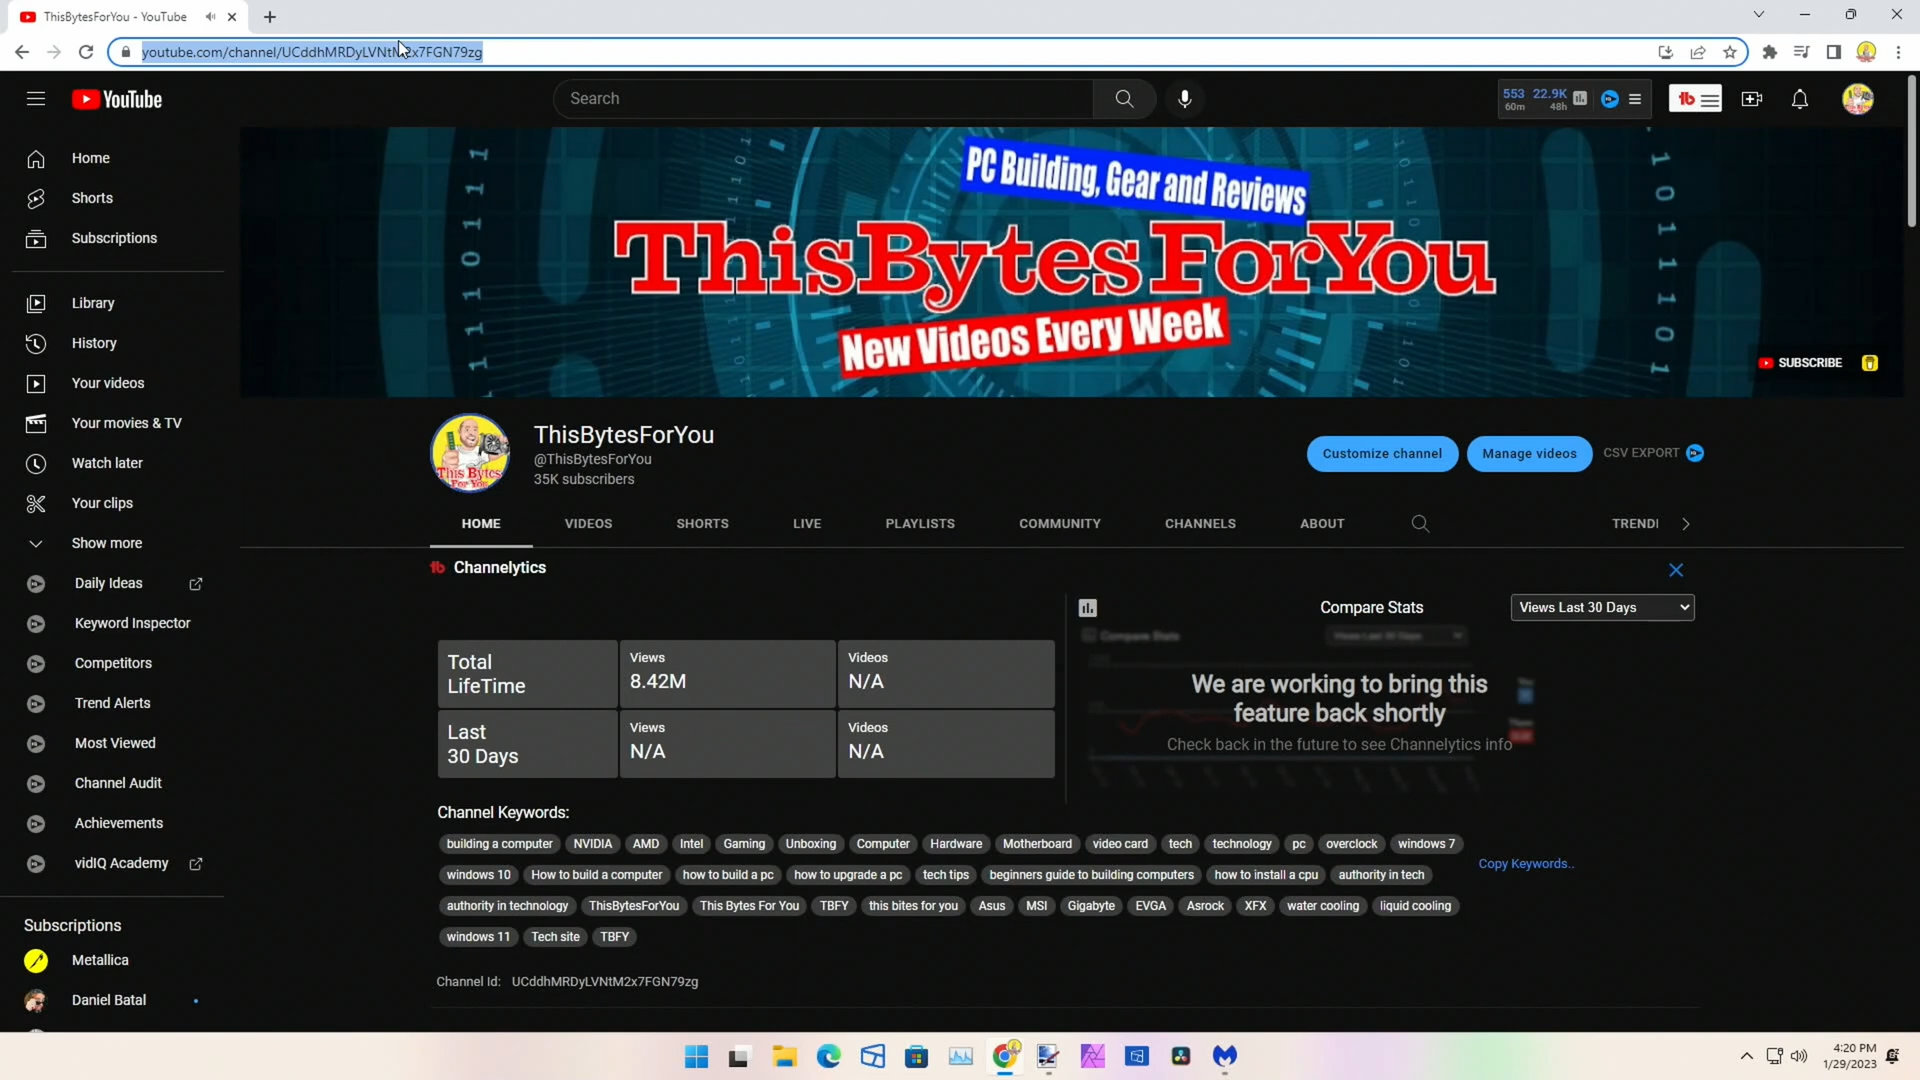 ThisBytesForYou - YouTube
youtube.com/channel/UCddhMRDyLVNtM2x7FGN79zg
YouTube
Search
553 22.9K
60m 48h
Home
Shorts
Subscriptions
Library
History
Your videos
Your movies & TV
Watch later
Your clips
Show more
Daily Ideas
Keyword Inspector
Competitors
Trend Alerts
Most Viewed
Channel Audit
Achievements
vidIQ Academy
Subscriptions
Metallica
Daniel Batal
PC Building, Gear and Reviews
ThisBytesForYou
New Videos Every Week
SUBSCRIBE
This Bytes
For You
ThisBytesForYou
@ThisBytesForYou
35K subscribers
Customize channel
Manage videos
CSV EXPORT
HOME VIDEOS SHORTS LIVE PLAYLISTS COMMUNITY CHANNELS ABOUT TRENDI
Channelytics
Total LifeTime
Views
8.42M
Videos
N/A
Last 30 Days
Views
N/A
Videos
N/A
Compare Stats
Views Last 30 Days
Compare Stats
Views Last 30 Days
We are working to bring this
feature back shortly
Check back in the future to see Channelytics info
Channel Keywords:
building a computer NVIDIA AMD Intel Gaming Unboxing Computer Hardware Motherboard video card tech technology pc overclock windows 7
windows 10 How to build a computer how to build a pc how to upgrade a pc tech tips beginners guide to building computers how to install a cpu authority in tech
authority in technology ThisBytesForYou This Bytes For You TBFY this bites for you Asus MSI Gigabyte EVGA Asrock XFX water cooling liquid cooling
windows 11 Tech site TBFY
Copy Keywords..
Channel Id: UCddhMRDyLVNtM2x7FGN79zg
4:20 PM
1/29/2023